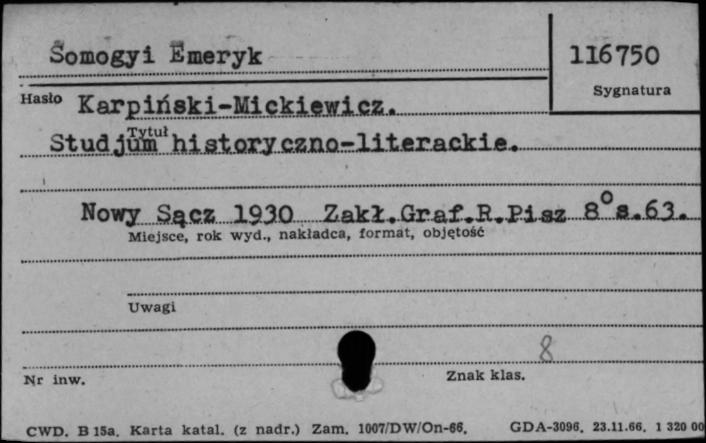 Somogyi Emeryk
116750
Sygnatura
Hasło
Karpiński-Mickiewicz.
Tytuł
Studjum historyczno-literackie.
Nowy Sącz 1930 Zakł.Graf.R.Pisz 8° s.63.
Miejsce, rok wyd., nakładca, format, objętość
Uwagi
8
Nr inw.
Znak klas.
CWD. B 15a. Karta katal. (z nadr.) Zam. 1007/DW/On-66. GDA-3096. 23.11.66. 1 320 00